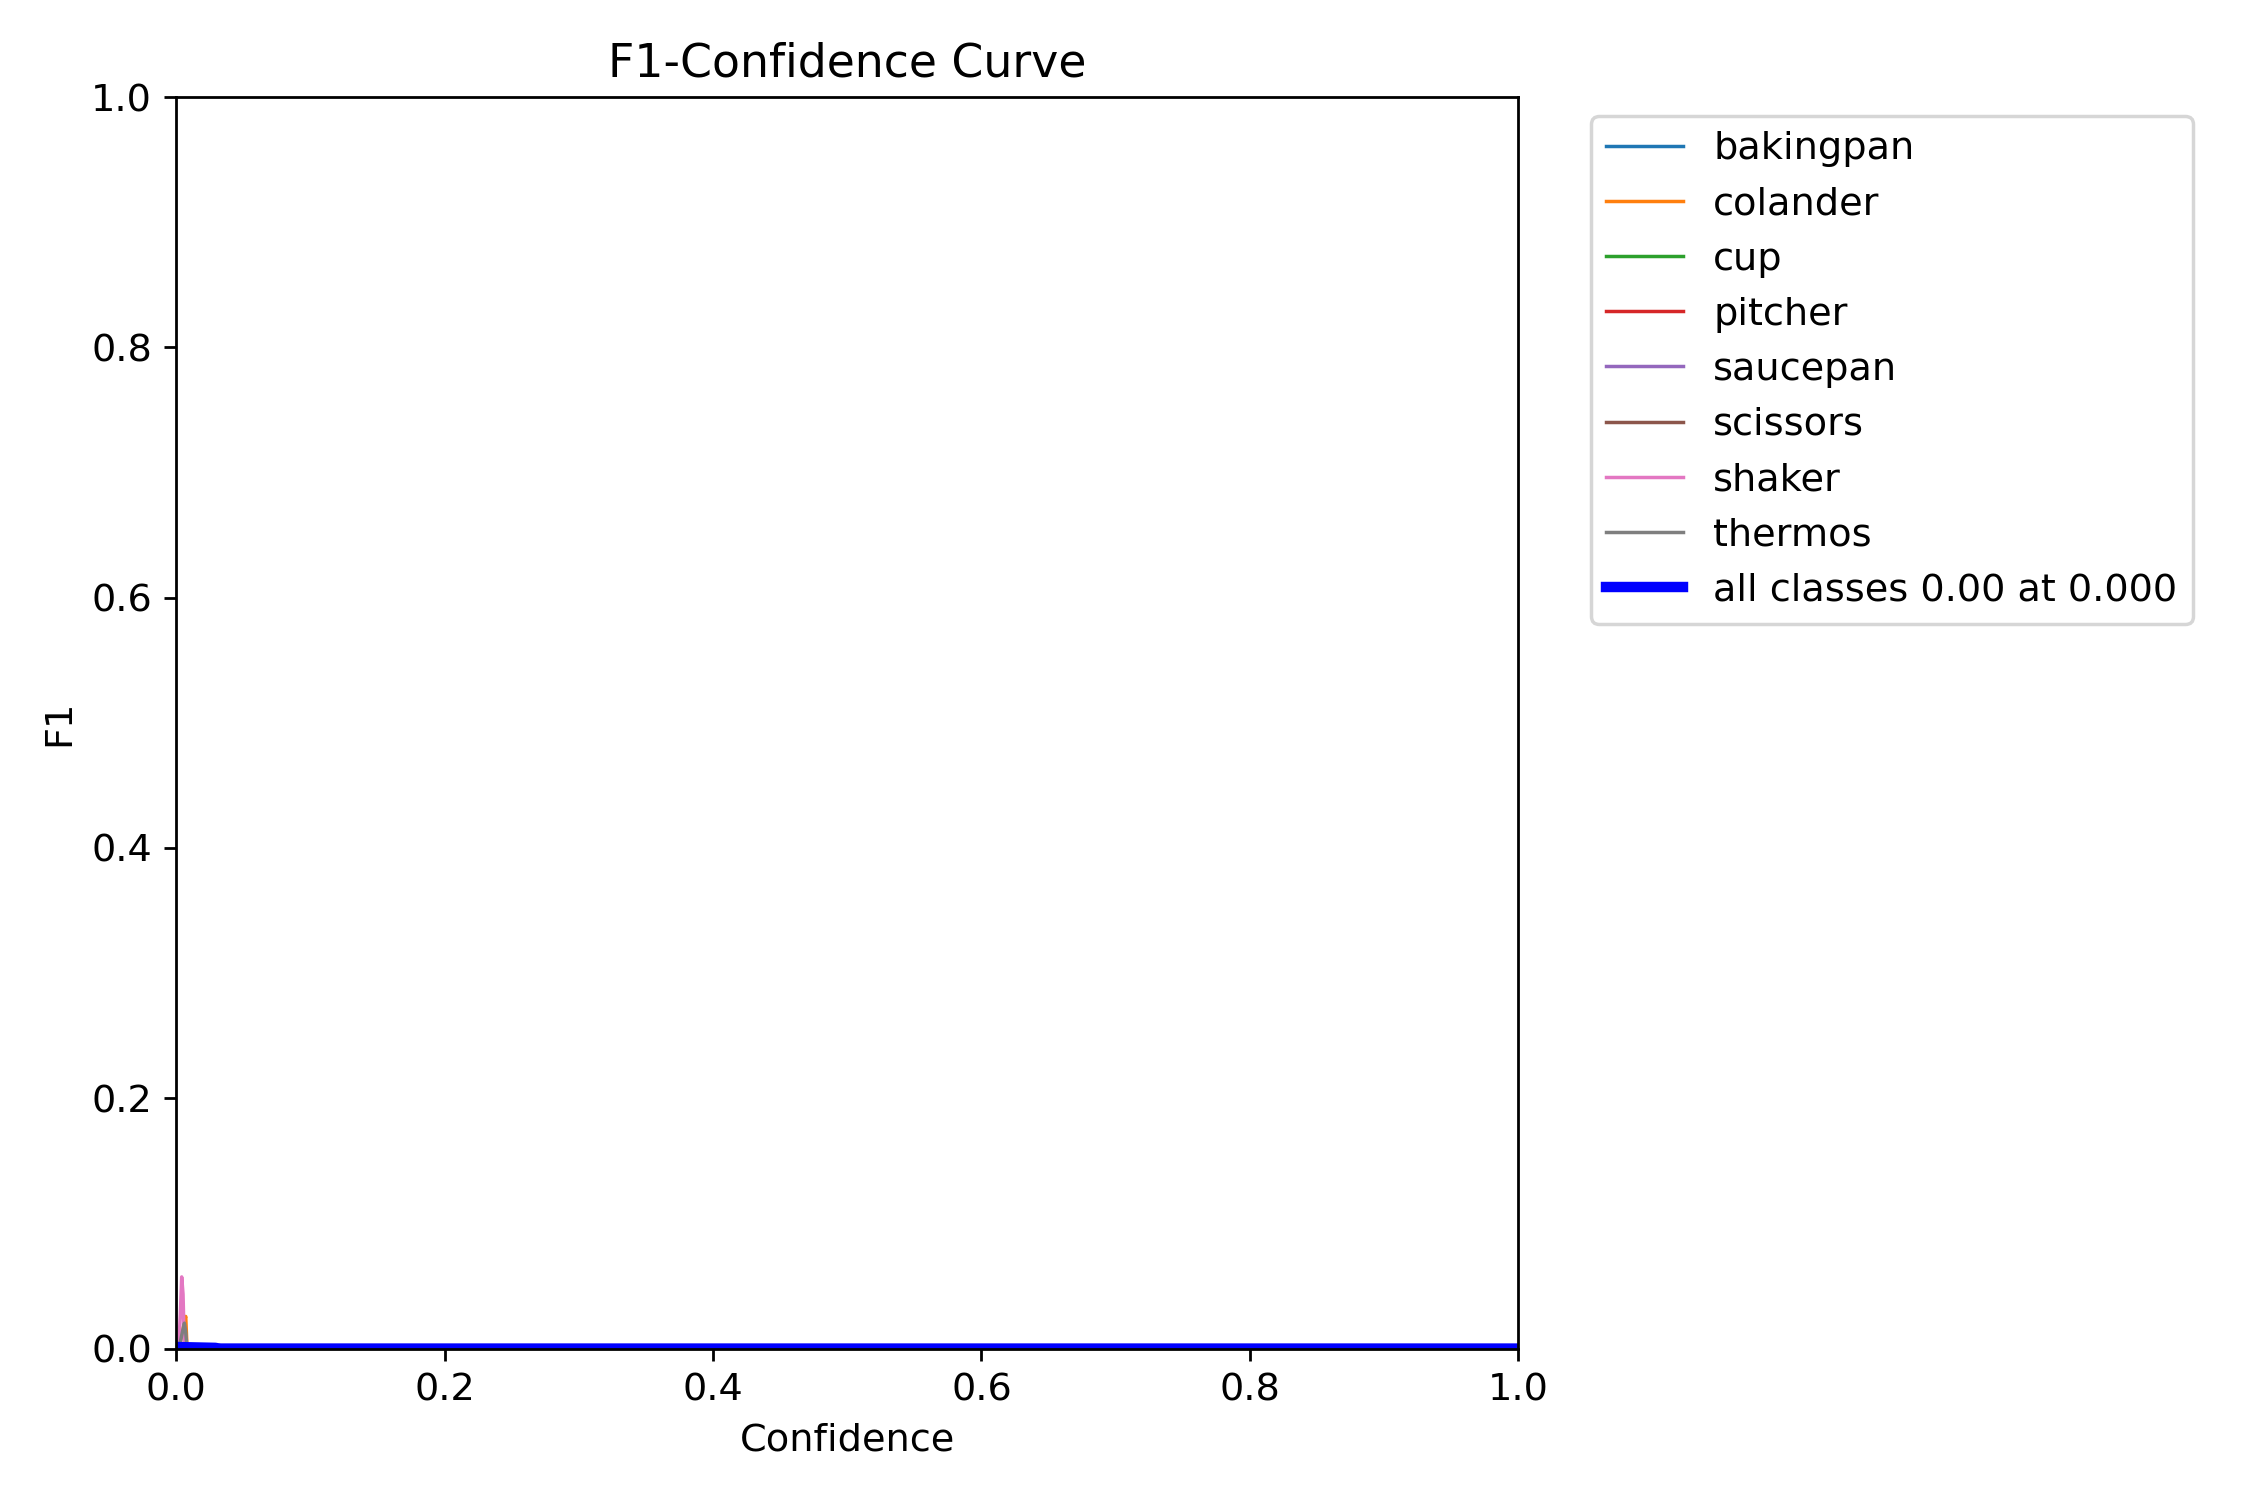 F1-Confidence Curve
1.0
0.8
0.6
0.4
0.2
0.0
F1
0.0 0.2 0.4 0.6 0.8 1.0
Confidence
bakingpan
colander
cup
pitcher
saucepan
scissors
shaker
thermos
all classes 0.00 at 0.000